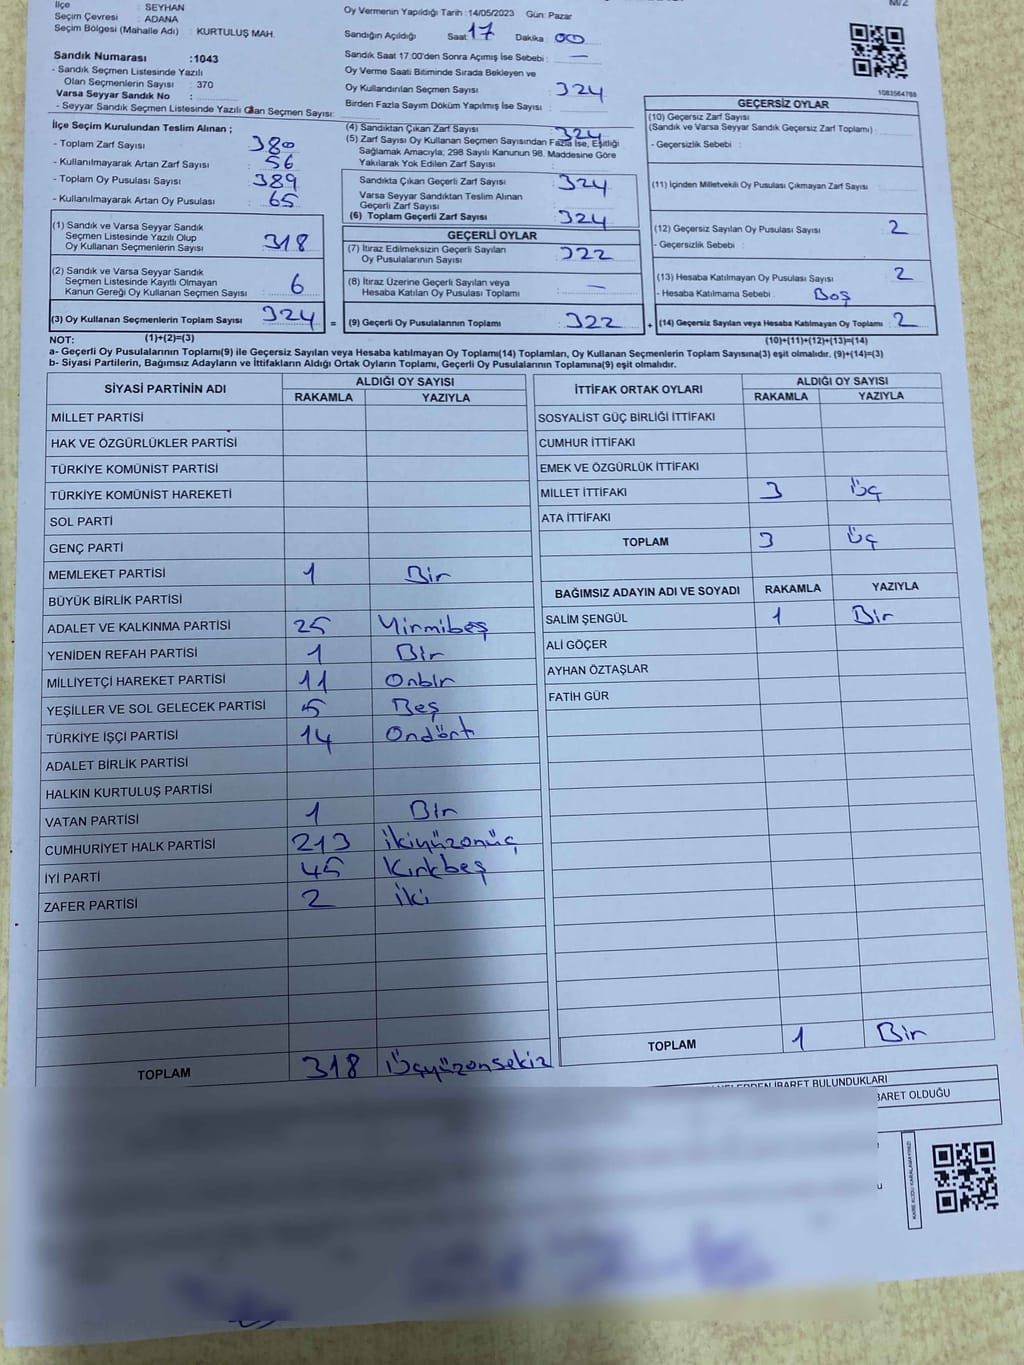 İlçe : SEYHAN
Seçim Çevresi : ADANA
Seçim Bölgesi (Mahalle Adı) : KURTULUŞ MAH.
Sandık Numarası :1043
- Sandık Seçmen Listesinde Yazılı
Olan Seçmenlerin Sayısı : 370
Varsa Seyyar Sandık No :
- Seyyar Sandık Seçmen Listesinde Yazılı Olan Seçmen Sayısı:
Oy Vermenin Yapıldığı Tarih :14/05/2023 Gün: Pazar
Sandığın Açıldığı Saat 17 Dakika : 00
Sandık Saat 17:00'den Sonra Açımış İse Sebebi : —
Oy Verme Saati Bitiminde Sırada Bekleyen ve
Oy Kullandırılan Seçmen Sayısı : 324
Birden Fazla Sayım Döküm Yapılmış İse Sayısı :
1083564788
İlçe Seçim Kurulundan Teslim Alınan ;
- Toplam Zarf Sayısı : 380
- Kullanılmayarak Artan Zarf Sayısı : 56
- Toplam Oy Pusulası Sayısı : 389
- Kullanılmayarak Artan Oy Pusulası : 65
(1) Sandık ve Varsa Seyyar Sandık
Seçmen Listesinde Yazılı Olup
Oy Kullanan Seçmenlerin Sayısı : 318
(2) Sandık ve Varsa Seyyar Sandık
Seçmen Listesinde Kayıtlı Olmayan
Kanun Gereği Oy Kullanan Seçmen Sayısı : 6
(3) Oy Kullanan Seçmenlerin Toplam Sayısı : 324 =
(4) Sandıktan Çıkan Zarf Sayısı : 324
(5) Zarf Sayısı Oy Kullanan Seçmen Sayısından Fazla İse, Eşitliği
Sağlamak Amacıyla; 298 Sayılı Kanunun 98. Maddesine Göre
Yakılarak Yok Edilen Zarf Sayısı :
Sandıkta Çıkan Geçerli Zarf Sayısı : 324
Varsa Seyyar Sandıktan Teslim Alınan
Geçerli Zarf Sayısı :
(6) Toplam Geçerli Zarf Sayısı : 324
GEÇERLİ OYLAR
(7) İtiraz Edilmeksizin Geçerli Sayılan
Oy Pusulalarının Sayısı : 322
(8) İtiraz Üzerine Geçerli Sayılan veya
Hesaba Katılan Oy Pusulası Toplamı : —
(9) Geçerli Oy Pusulalarının Toplamı : 322 +
GEÇERSİZ OYLAR
(10) Geçersiz Zarf Sayısı
(Sandık ve Varsa Seyyar Sandık Geçersiz Zarf Toplamı) :
- Geçersizlik Sebebi :
(11) İçinden Milletvekili Oy Pusulası Çıkmayan Zarf Sayısı :
(12) Geçersiz Sayılan Oy Pusulası Sayısı : 2
- Geçersizlik Sebebi :
(13) Hesaba Katılmayan Oy Pusulası Sayısı : 2
- Hesaba Katılmama Sebebi : Boş
(14) Geçersiz Sayılan veya Hesaba Katılmayan Oy Toplamı : 2
NOT: (1)+(2)=(3) (10)+(11)+(12)+(13)=(14)
a- Geçerli Oy Pusulalarının Toplamı(9) ile Geçersiz Sayılan veya Hesaba katılmayan Oy Toplamı(14) Toplamları, Oy Kullanan Seçmenlerin Toplam Sayısına(3) eşit olmalıdır. (9)+(14)=(3)
b- Siyasi Partilerin, Bağımsız Adayların ve İttifakların Aldığı Ortak Oyların Toplamı, Geçerli Oy Pusulalarının Toplamına(9) eşit olmalıdır.
SİYASİ PARTİNİN ADI ALDIĞI OY SAYISI
RAKAMLA YAZIYLA
MİLLET PARTİSİ
HAK VE ÖZGÜRLÜKLER PARTİSİ
TÜRKİYE KOMÜNİST PARTİSİ
TÜRKİYE KOMÜNİST HAREKETİ
SOL PARTİ
GENÇ PARTİ
MEMLEKET PARTİSİ 1 Bir
BÜYÜK BİRLİK PARTİSİ
ADALET VE KALKINMA PARTİSİ 25 Yirmibeş
YENİDEN REFAH PARTİSİ 1 Bir
MİLLİYETÇİ HAREKET PARTİSİ 11 Onbir
YEŞİLLER VE SOL GELECEK PARTİSİ 5 Beş
TÜRKİYE İŞÇİ PARTİSİ 14 Ondört
ADALET BİRLİK PARTİSİ
HALKIN KURTULUŞ PARTİSİ
VATAN PARTİSİ 1 Bir
CUMHURİYET HALK PARTİSİ 213 ikiyüzonüç
İYİ PARTİ 45 Kırkbeş
ZAFER PARTİSİ 2 iki
TOPLAM 318 Üçyüzonsekiz
İTTİFAK ORTAK OYLARI ALDIĞI OY SAYISI
RAKAMLA YAZIYLA
SOSYALİST GÜÇ BİRLİĞİ İTTİFAKI
CUMHUR İTTİFAKI
EMEK VE ÖZGÜRLÜK İTTİFAKI
MİLLET İTTİFAKI 3 Üç
ATA İTTİFAKI
TOPLAM 3 Üç
BAĞIMSIZ ADAYIN ADI VE SOYADI RAKAMLA YAZIYLA
SALİM ŞENGÜL 1 Bir
ALİ GÖÇER
AYHAN ÖZTAŞLAR
FATİH GÜR
TOPLAM 1 Bir
İBARET BULUNDUKLARI
BARET OLDUĞU